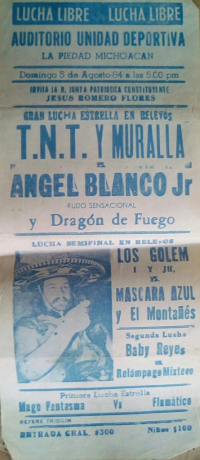 LUCHA LIBRE LUCHA LIBRE
AUDITORIO UNIDAD DEPORTIVA
LA PIEDAD MICHOACAN
Domingo 5 de Agosto-84 a las 5.00 pm
INVITA LA H. JUNTA PATRIOTICA CONSTITUYENTE
JESUS ROMERO FLORES
GRAN LUCHA ESTRELLA EN RELEVOS
T.N.T. Y MURALLA
vs.
ANGEL BLANCO Jr
RUDO SENSACIONAL
y Dragón de Fuego
LUCHA SEMIFINAL EN RELEVOS
LOS GOLEM
I Y JR.
VS.
MASCARA AZUL
y El Montañés
Segunda Lucha
Baby Reyes
vs
Relámpago Mixteco
Primera Lucha Estrella
Mago Fantasma Vs Flamático
REFEREE
ENTRADA GRAL. $300 Niños $100